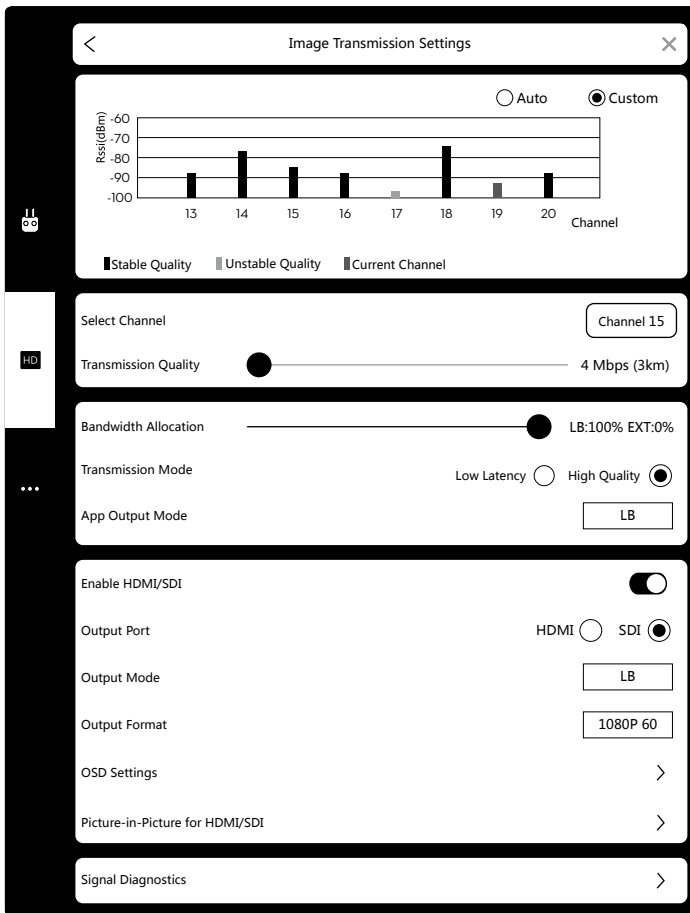 Image Transmission Settings
Auto Custom
Rssi(dBm)
-60
-70
-80
-90
-100
13 14 15 16 17 18 19 20
Channel
Stable Quality Unstable Quality Current Channel
HD
Select Channel Channel 15
Transmission Quality 4 Mbps (3km)
Bandwidth Allocation LB:100% EXT:0%
Transmission Mode Low Latency High Quality
App Output Mode LB
Enable HDMI/SDI
Output Port HDMI SDI
Output Mode LB
Output Format 1080P 60
OSD Settings
Picture-in-Picture for HDMI/SDI
Signal Diagnostics